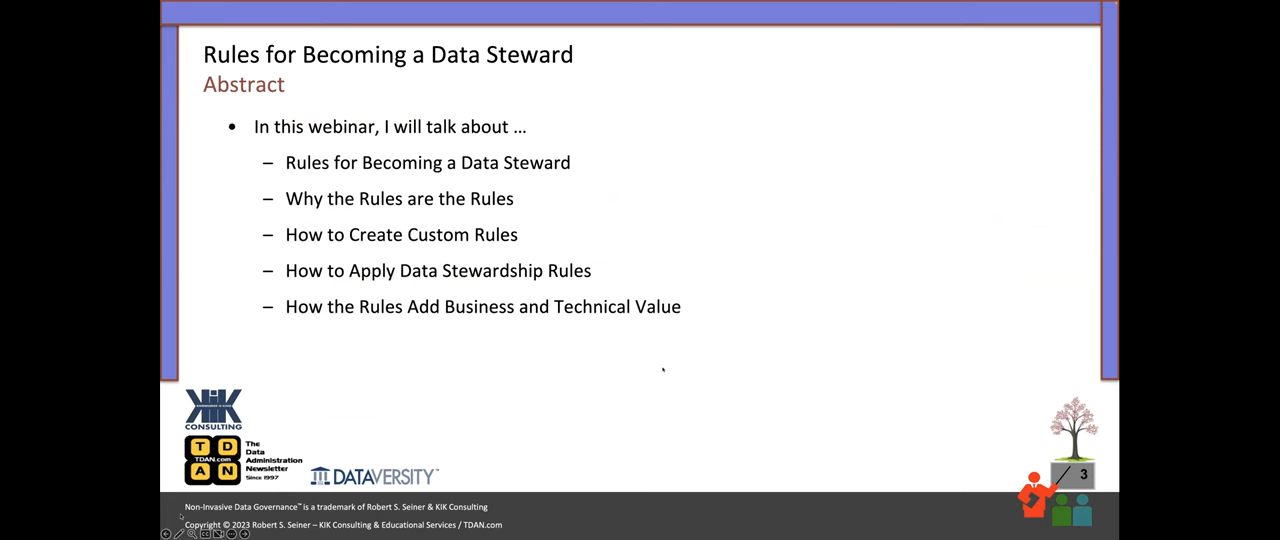 Rules for Becoming a Data Steward
Abstract
• In this webinar, I will talk about …
– Rules for Becoming a Data Steward
– Why the Rules are the Rules
– How to Create Custom Rules
– How to Apply Data Stewardship Rules
– How the Rules Add Business and Technical Value
KIK
CONSULTING
T D
TDAN.com
A N
The
Data
Administration
Newsletter
Since 1997
DATAVERSITY™
3
Non-Invasive Data Governance™ is a trademark of Robert S. Seiner & KIK Consulting
Copyright © 2023 Robert S. Seiner – KIK Consulting & Educational Services / TDAN.com